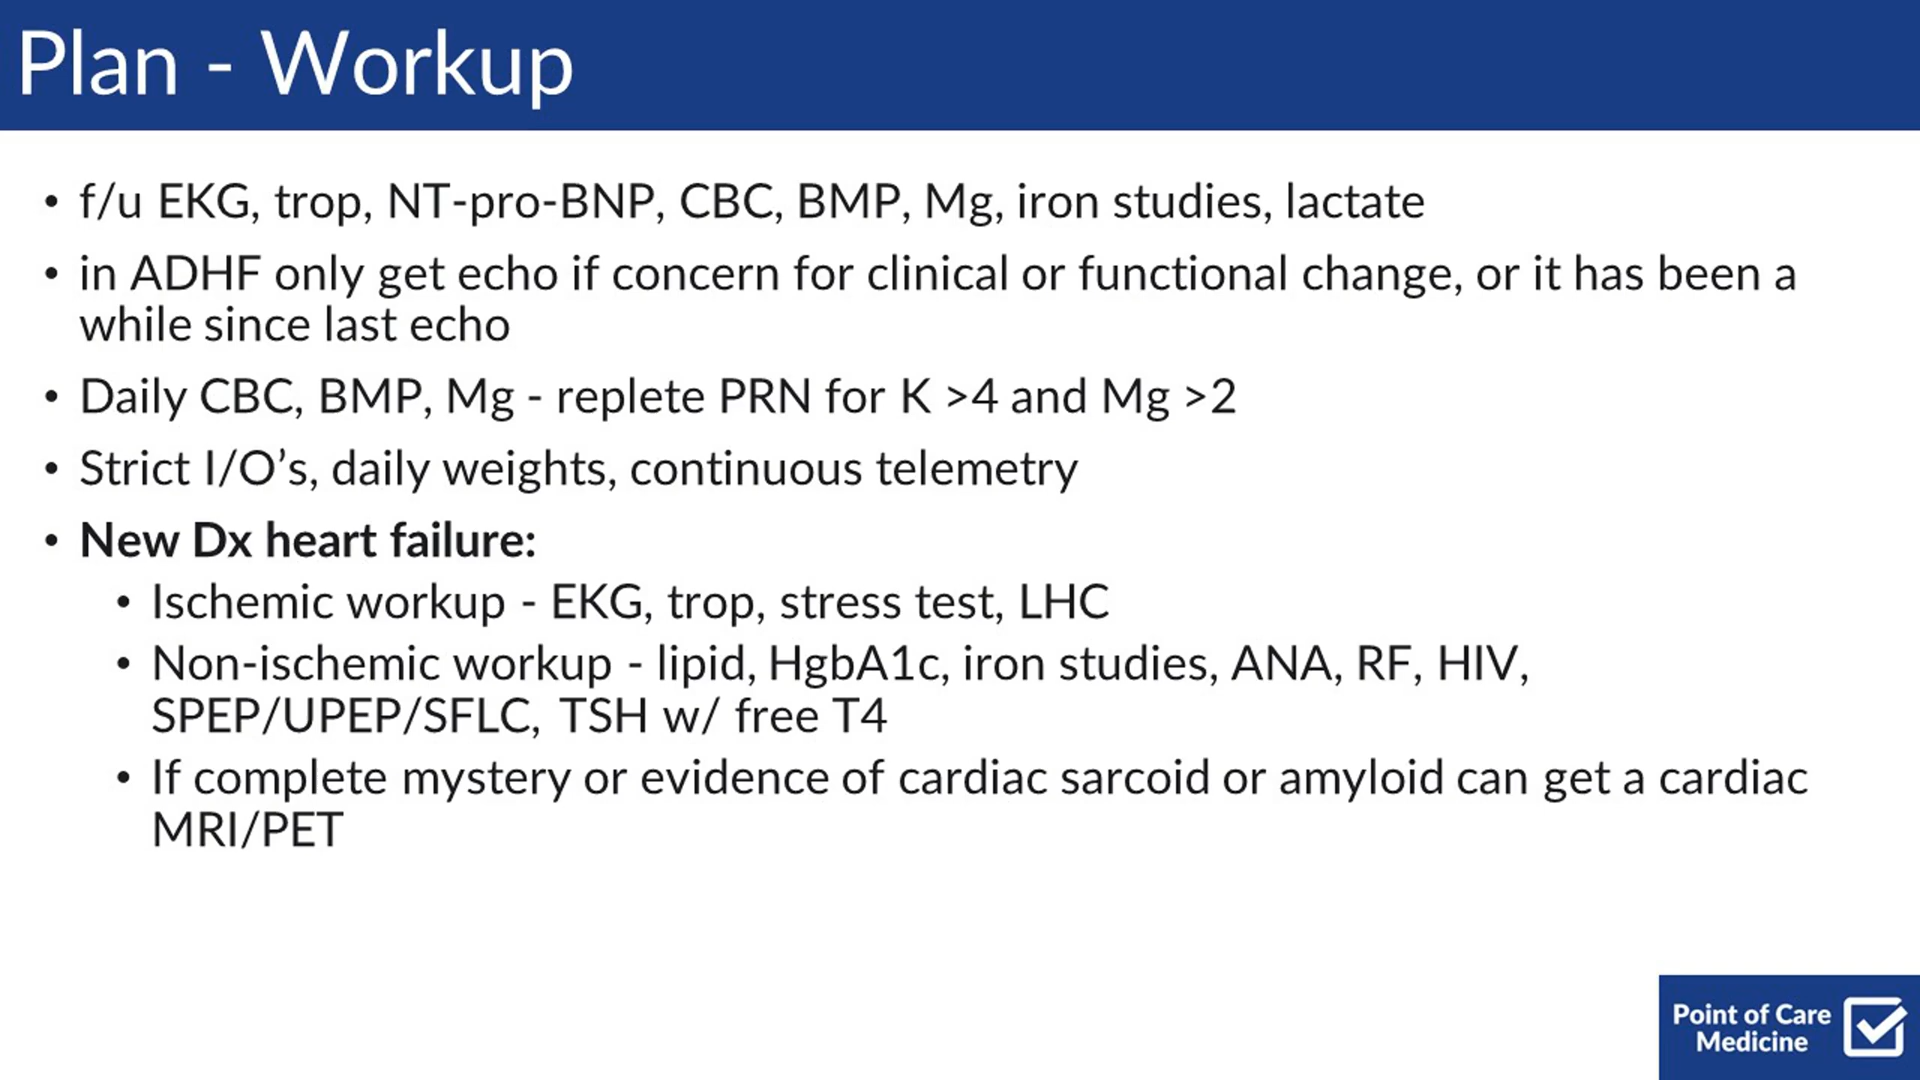 Plan - Workup
• f/u EKG, trop, NT-pro-BNP, CBC, BMP, Mg, iron studies, lactate
• in ADHF only get echo if concern for clinical or functional change, or it has been a
while since last echo
• Daily CBC, BMP, Mg - replete PRN for K >4 and Mg >2
• Strict I/O’s, daily weights, continuous telemetry
• New Dx heart failure:
• Ischemic workup - EKG, trop, stress test, LHC
• Non-ischemic workup - lipid, HgbA1c, iron studies, ANA, RF, HIV,
SPEP/UPEP/SFLC, TSH w/ free T4
• If complete mystery or evidence of cardiac sarcoid or amyloid can get a cardiac
MRI/PET
Point of Care
Medicine